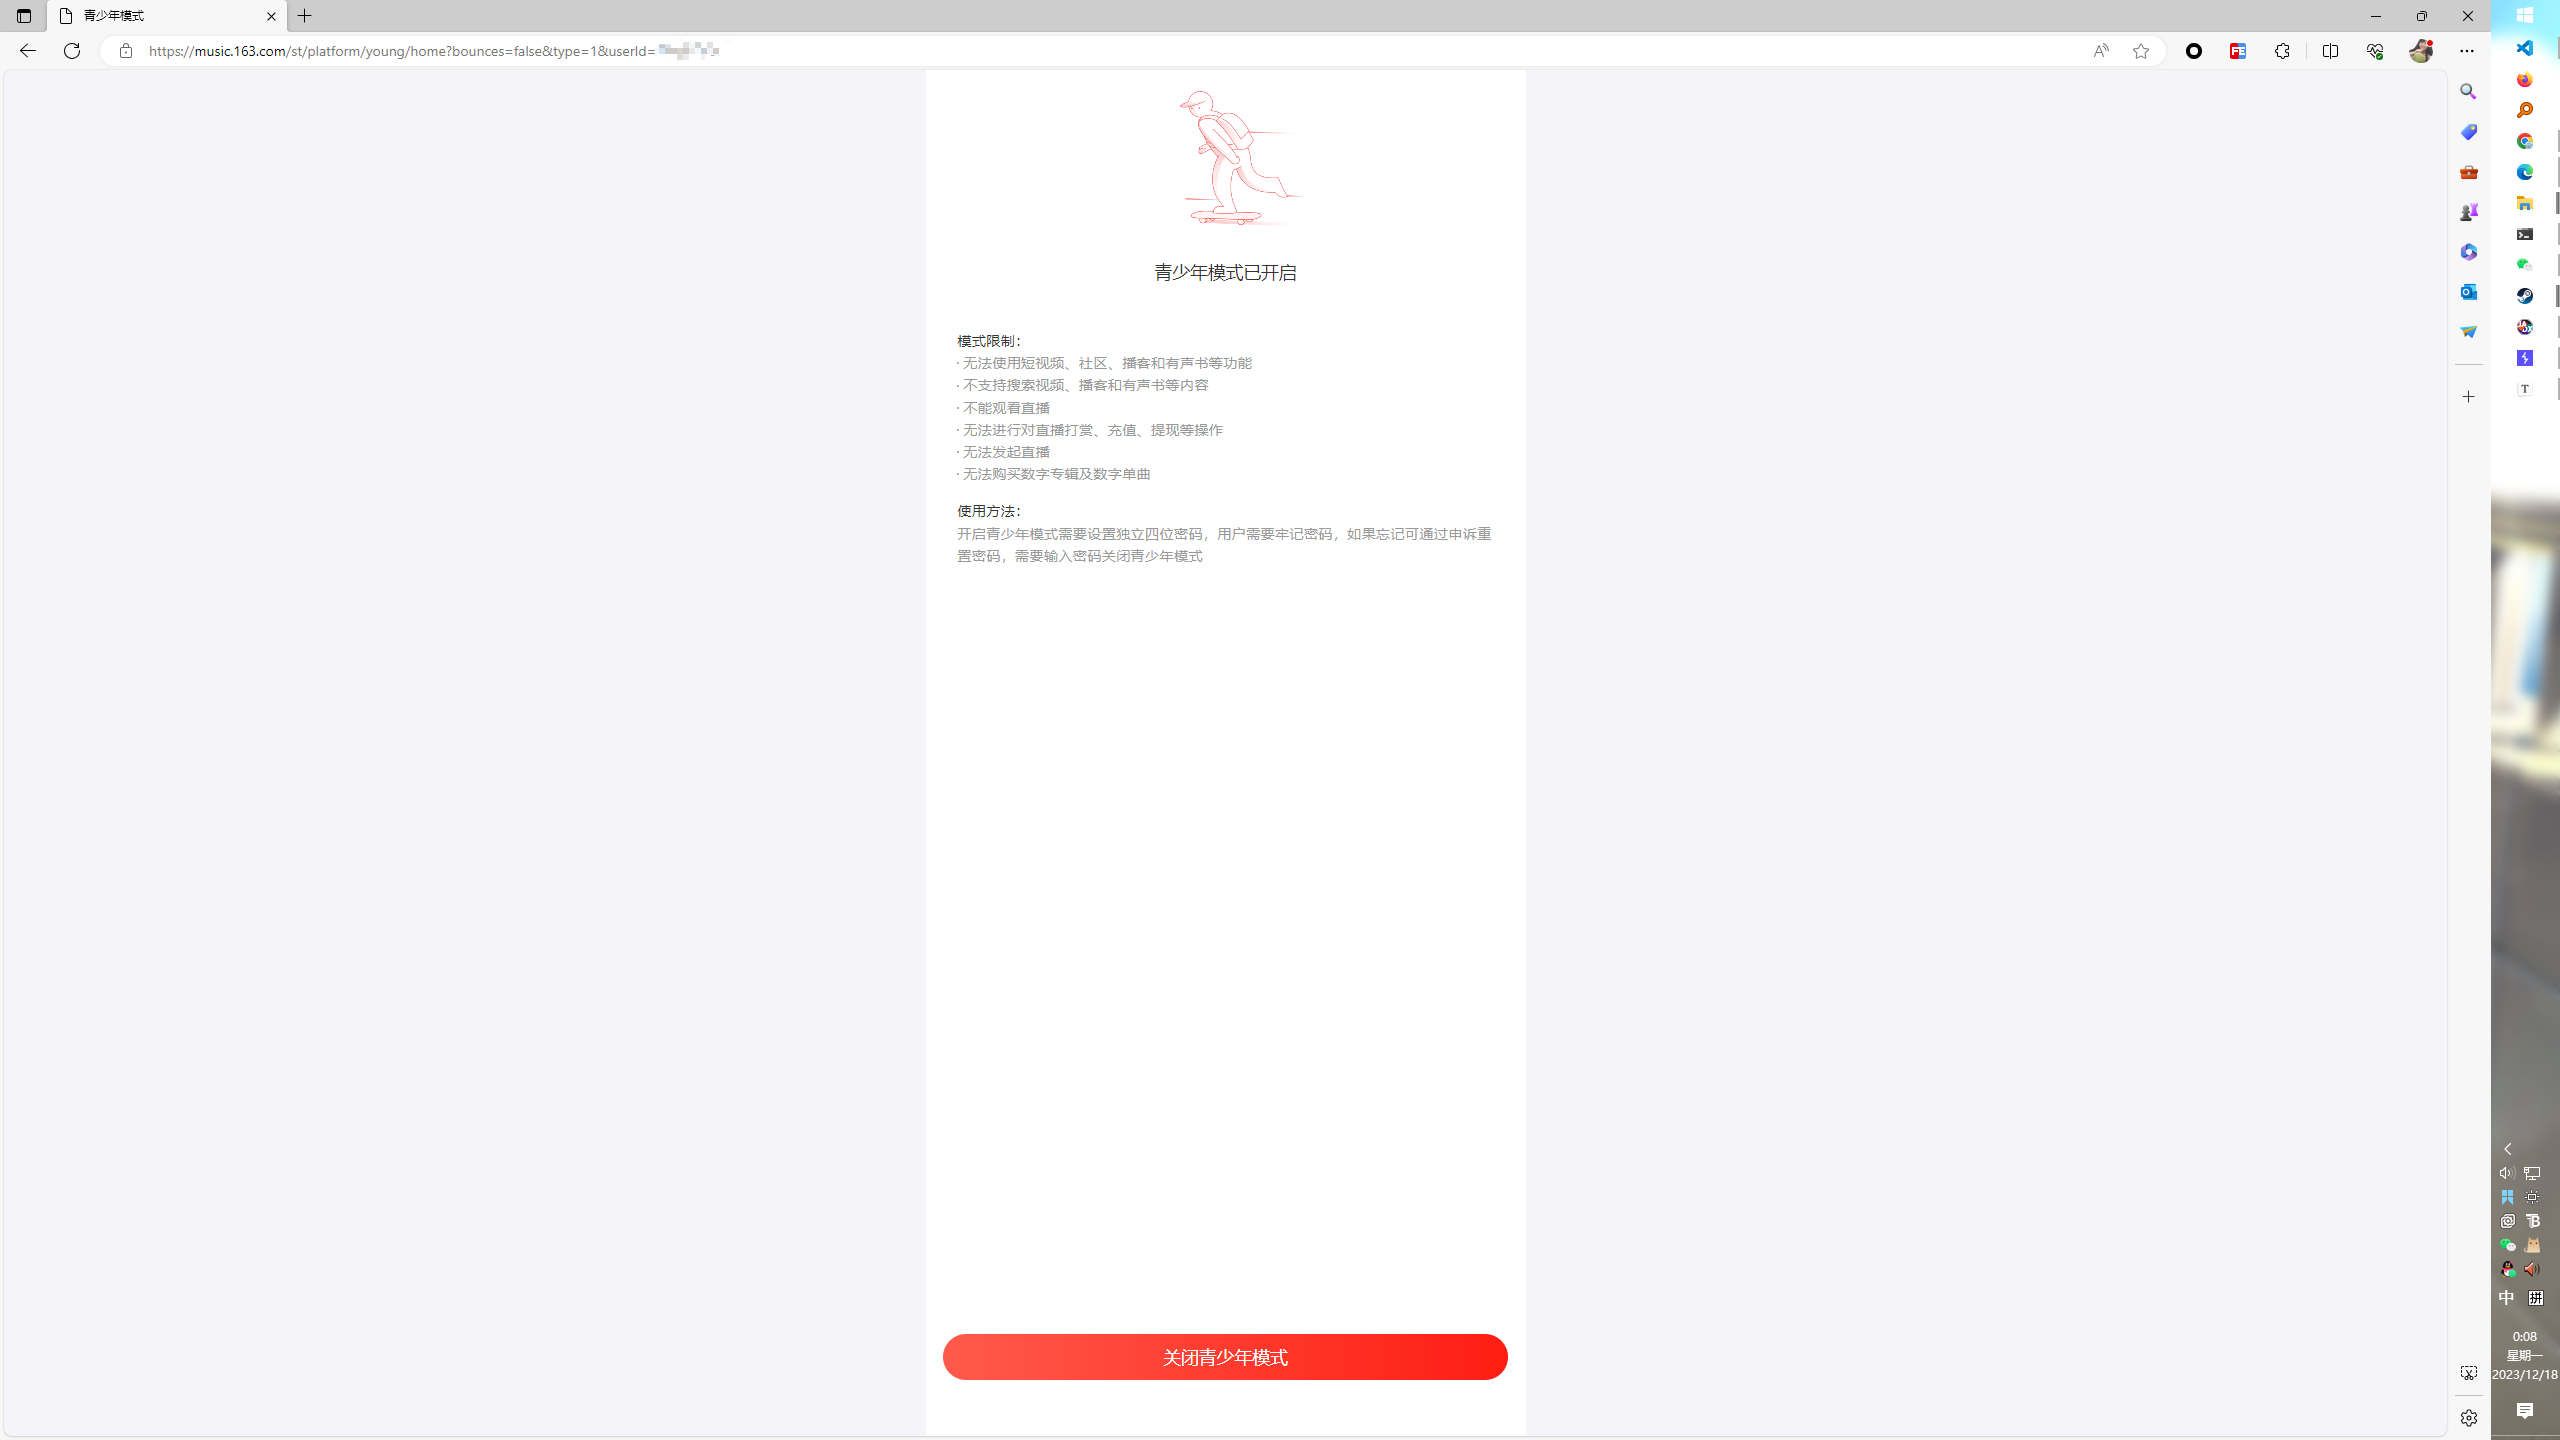 青少年模式
https://music.163.com/st/platform/young/home?bounces=false&type=1&userId=
青少年模式已开启
模式限制：
· 无法使用短视频、社区、播客和有声书等功能
· 不支持搜索视频、播客和有声书等内容
· 不能观看直播
· 无法进行对直播打赏、充值、提现等操作
· 无法发起直播
· 无法购买数字专辑及数字单曲
使用方法：
开启青少年模式需要设置独立四位密码，用户需要牢记密码，如果忘记可通过申诉重
置密码，需要输入密码关闭青少年模式
关闭青少年模式
中 拼
0:08
星期一
2023/12/18